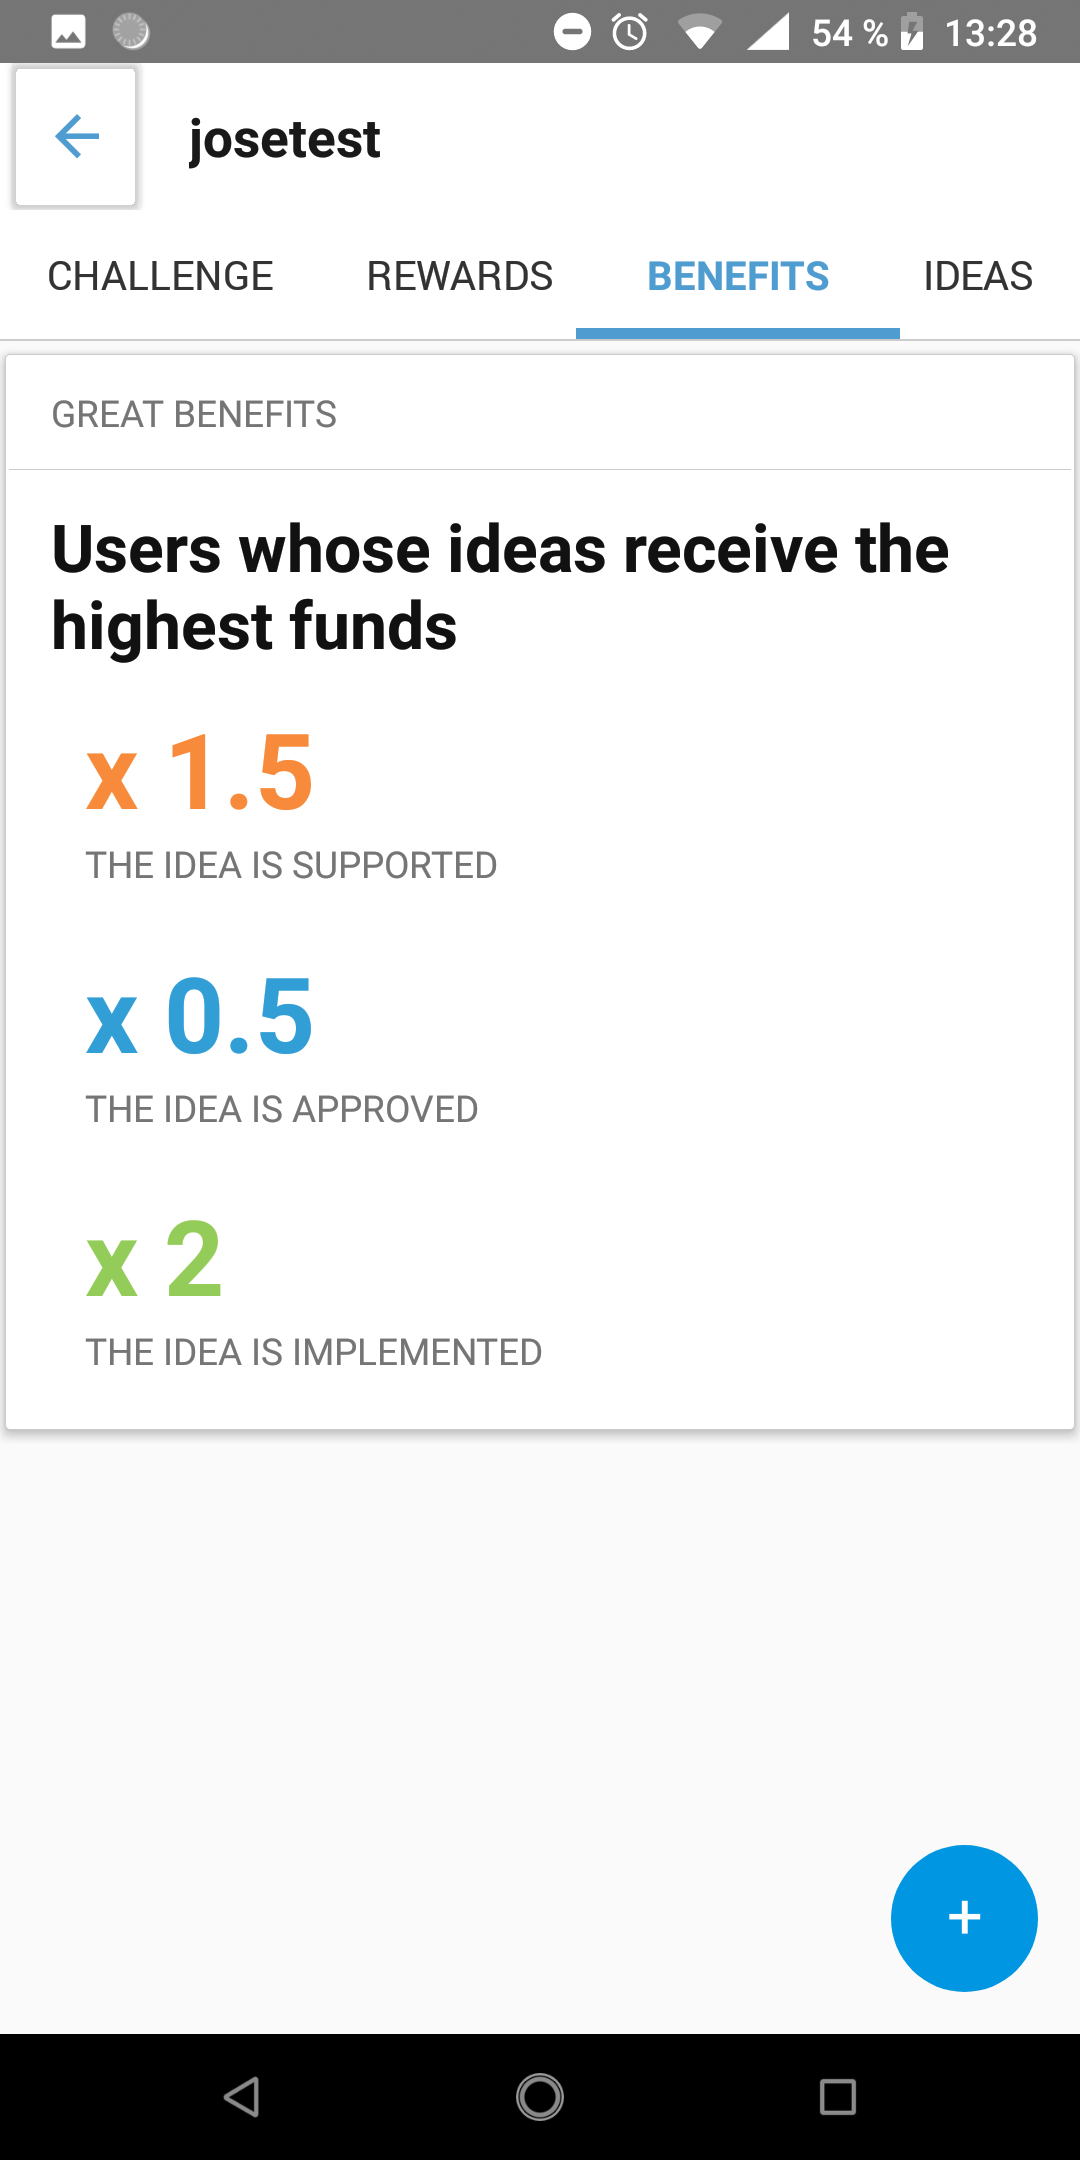 54 % 13:28
josetest
CHALLENGE REWARDS BENEFITS IDEAS
GREAT BENEFITS
Users whose ideas receive the
highest funds
x 1.5
THE IDEA IS SUPPORTED
x 0.5
THE IDEA IS APPROVED
x 2
THE IDEA IS IMPLEMENTED
+